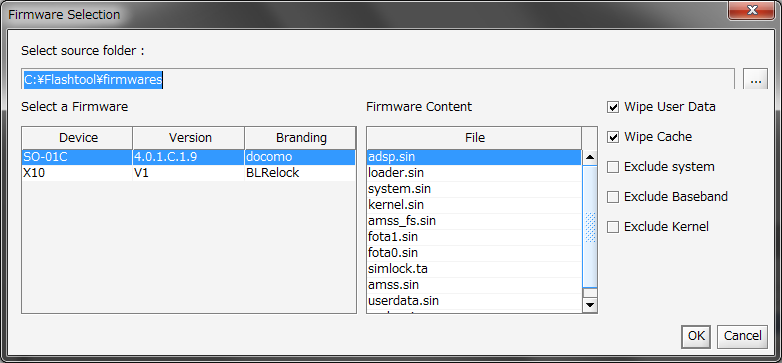 Firmware Selection
Select source folder :
C:¥Flashtool¥firmwares
...
Select a Firmware
Device Version Branding
SO-01C 4.0.1.C.1.9 docomo
X10 V1 BLRelock
Firmware Content
File
adsp.sin
loader.sin
system.sin
kernel.sin
amss_fs.sin
fota1.sin
fota0.sin
simlock.ta
amss.sin
userdata.sin
Wipe User Data
Wipe Cache
Exclude system
Exclude Baseband
Exclude Kernel
OK Cancel